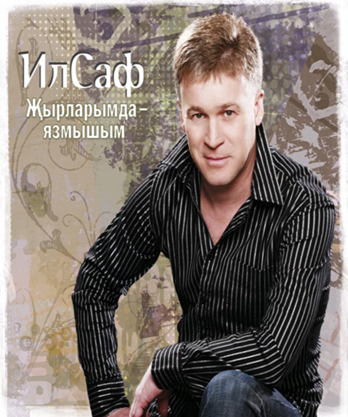 ИлСаф
Җырларымда –
язмышым